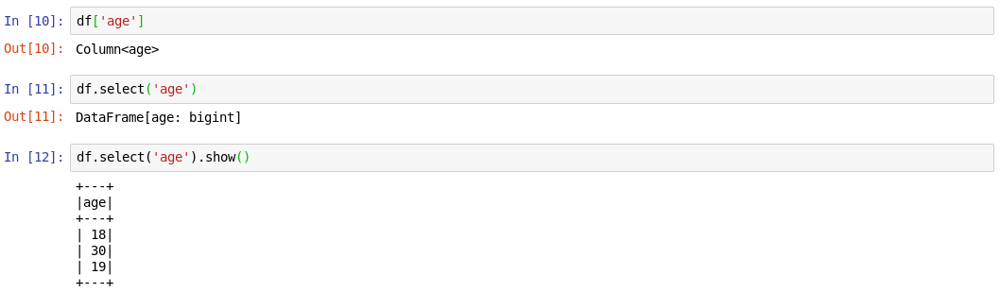 In [10]: df['age']
Out[10]: Column<age>
In [11]: df.select('age')
Out[11]: DataFrame[age: bigint]
In [12]: df.select('age').show()
+---+
|age|
+---+
| 18|
| 30|
| 19|
+---+